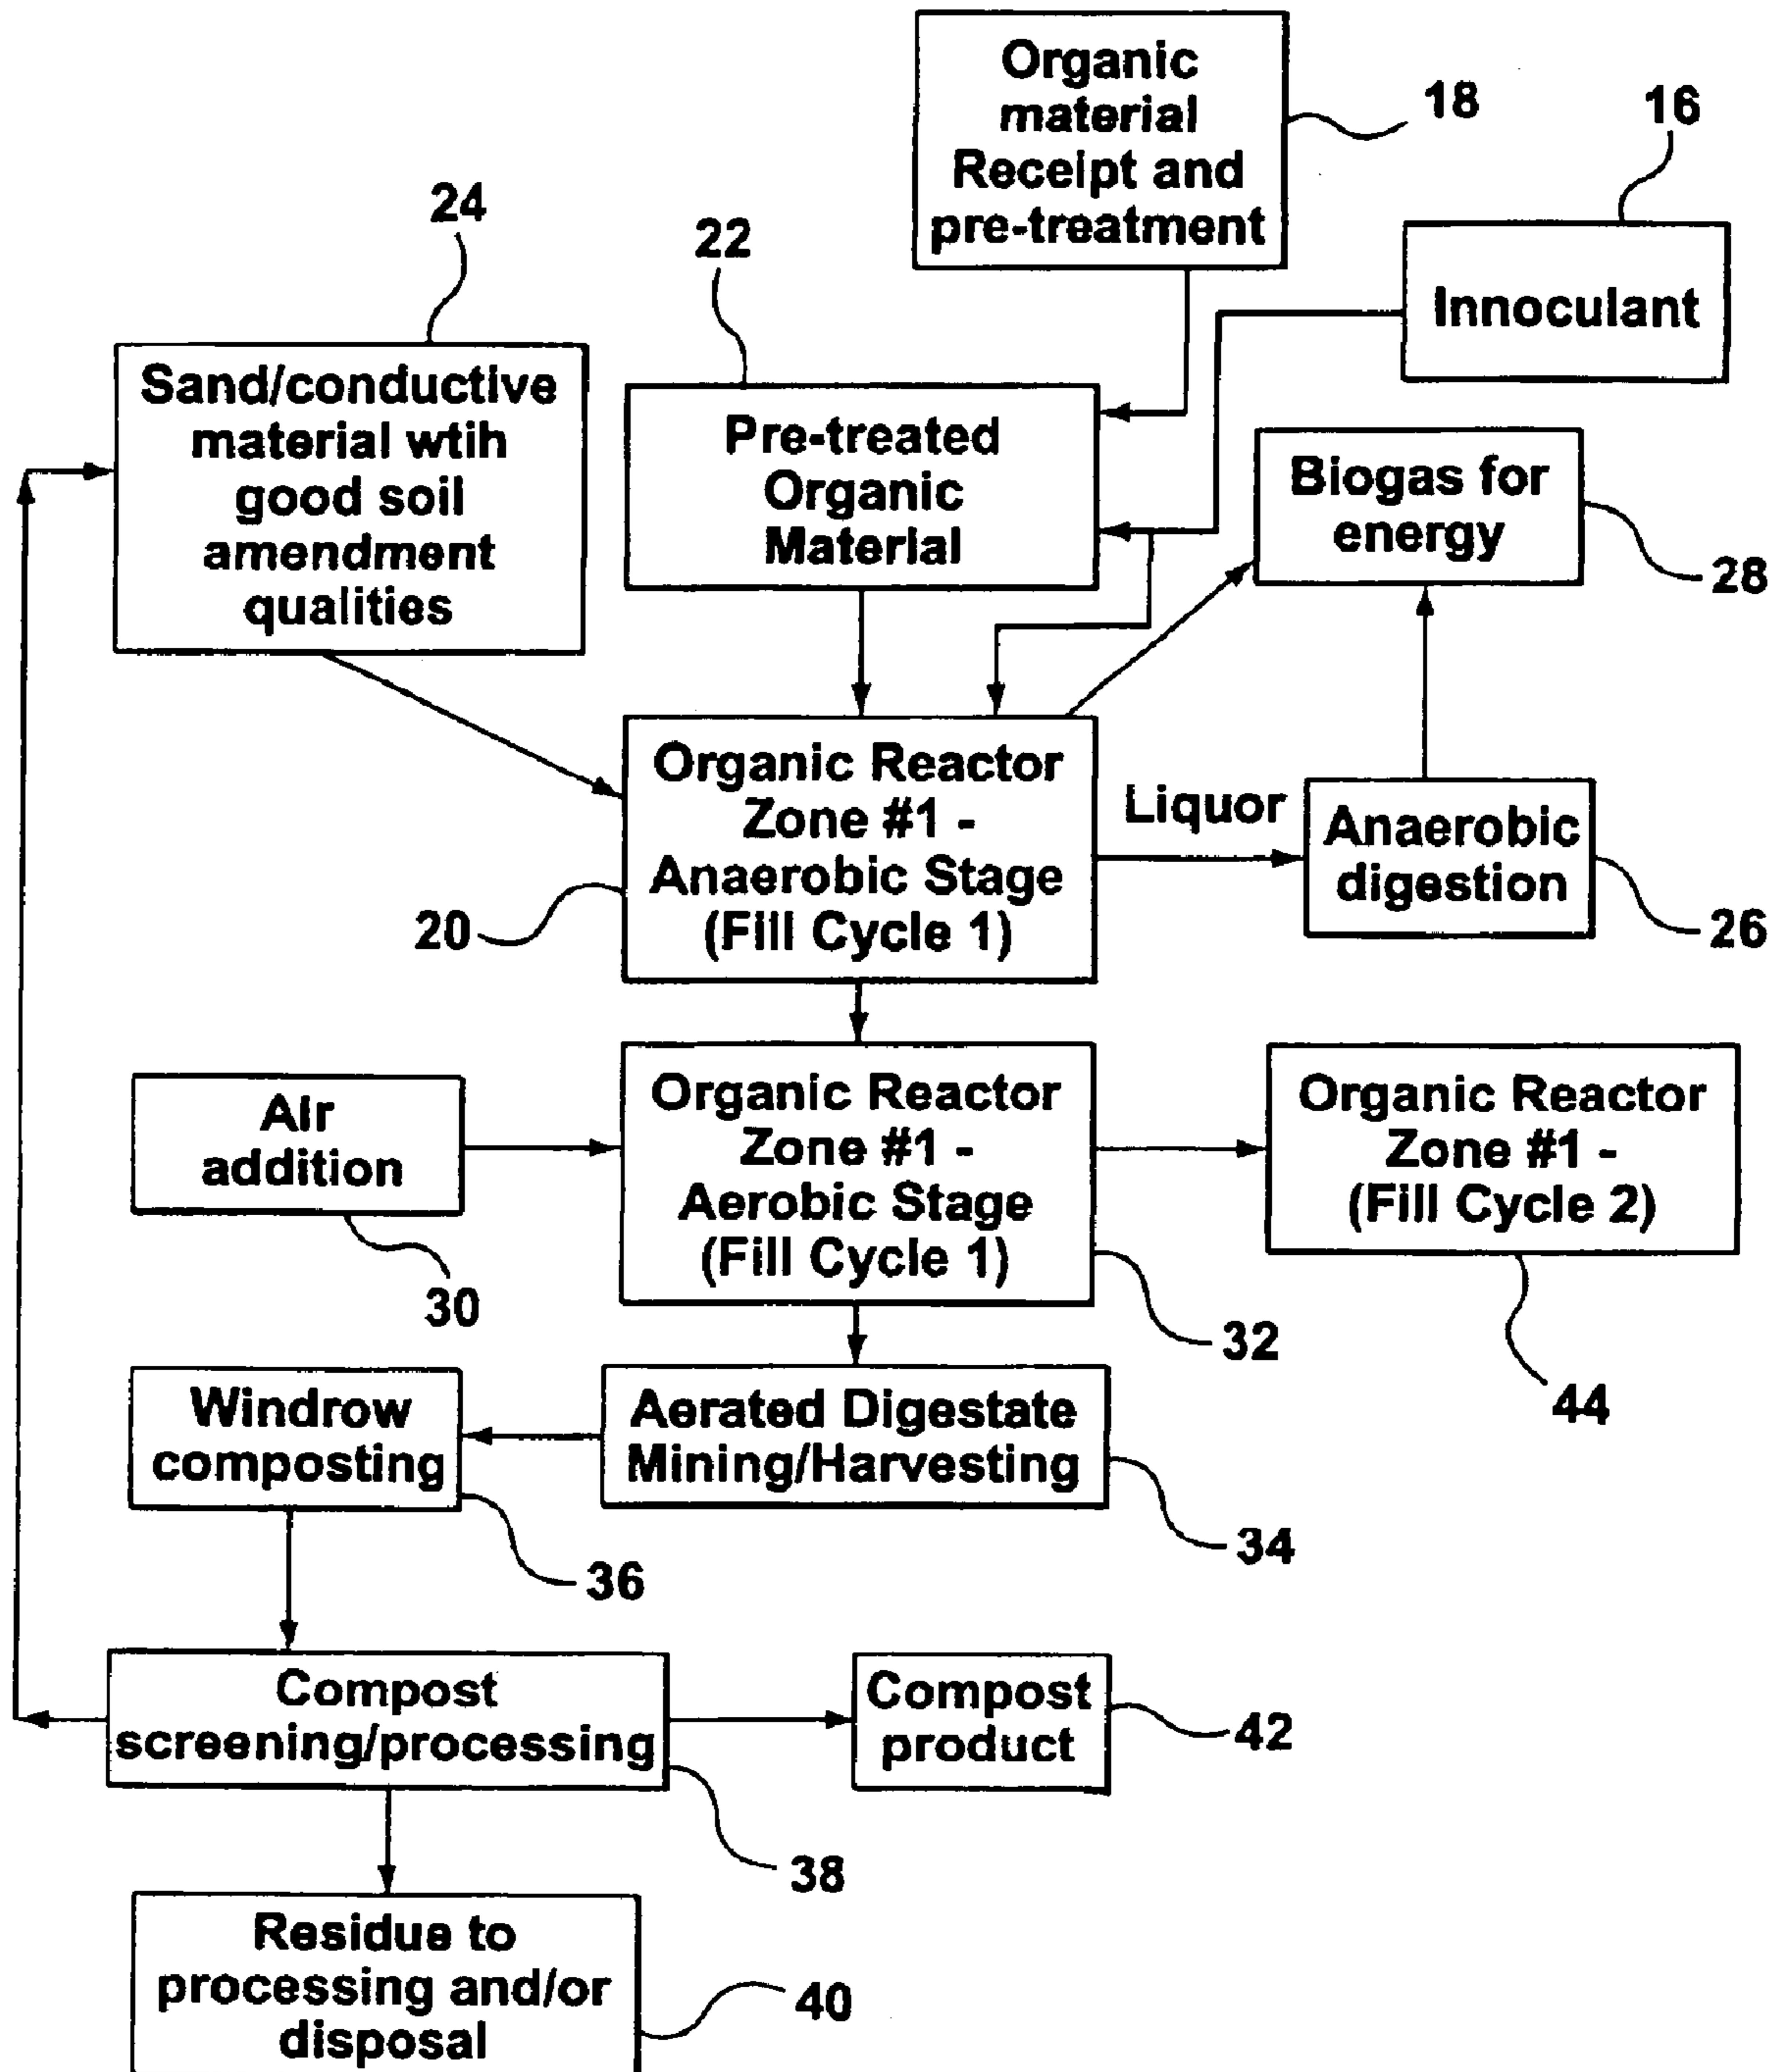 Organic
material
Receipt and
pre-treatment
18
16
Innoculant
24
22
Sand/conductive
material wtih
good soil
amendment
qualities
Pre-treated
Organic
Material
Biogas for
energy
28
Organic Reactor
Zone #1 -
Anaerobic Stage
(Fill Cycle 1)
20
Liquor
Anaerobic
digestion
26
Air
addition
30
Organic Reactor
Zone #1 -
Aerobic Stage
(Fill Cycle 1)
32
Organic Reactor
Zone #1 -
(Fill Cycle 2)
44
Windrow
composting
36
Aerated Digestate
Mining/Harvesting
34
Compost
screening/processing
38
Compost
product
42
Residue to
processing and/or
disposal
40